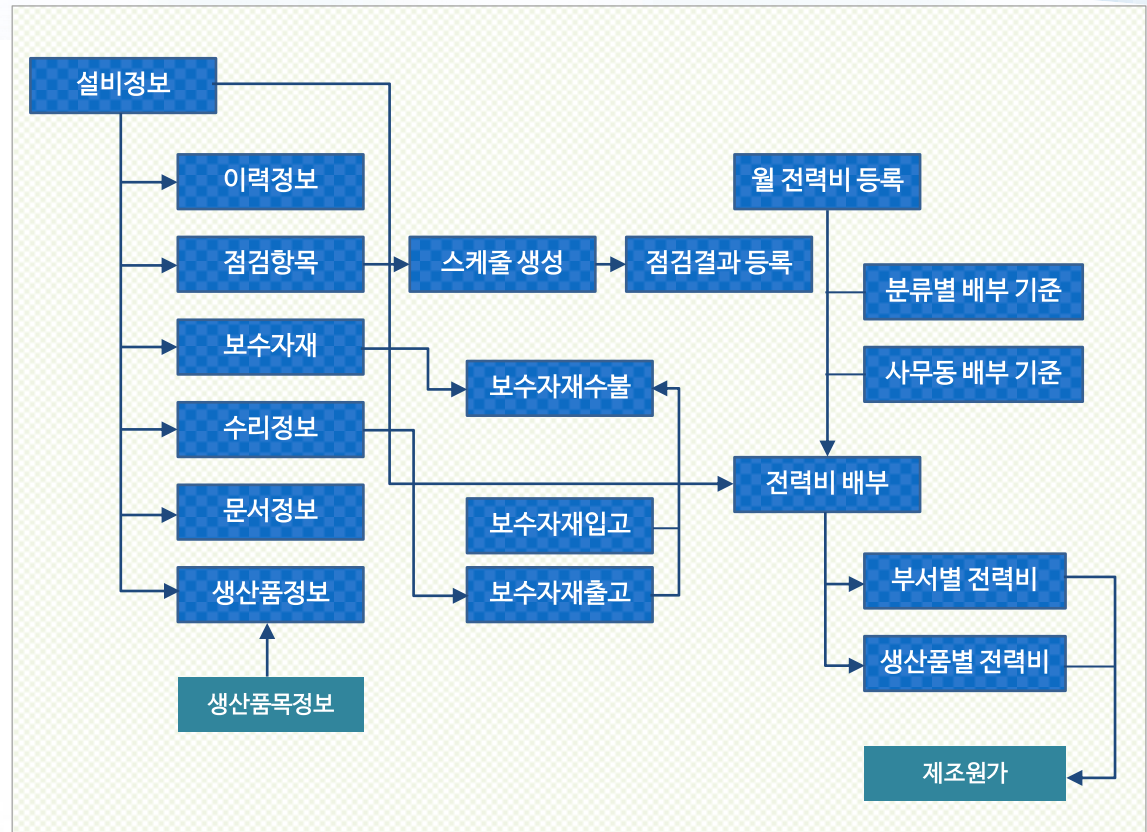 설비정보
이력정보
월 전력비 등록
점검항목
스케줄 생성
점검결과 등록
분류별 배부 기준
보수자재
보수자재수불
사무동 배부 기준
수리정보
전력비 배부
문서정보
보수자재입고
생산품정보
보수자재출고
부서별 전력비
생산품별 전력비
생산품목정보
제조원가